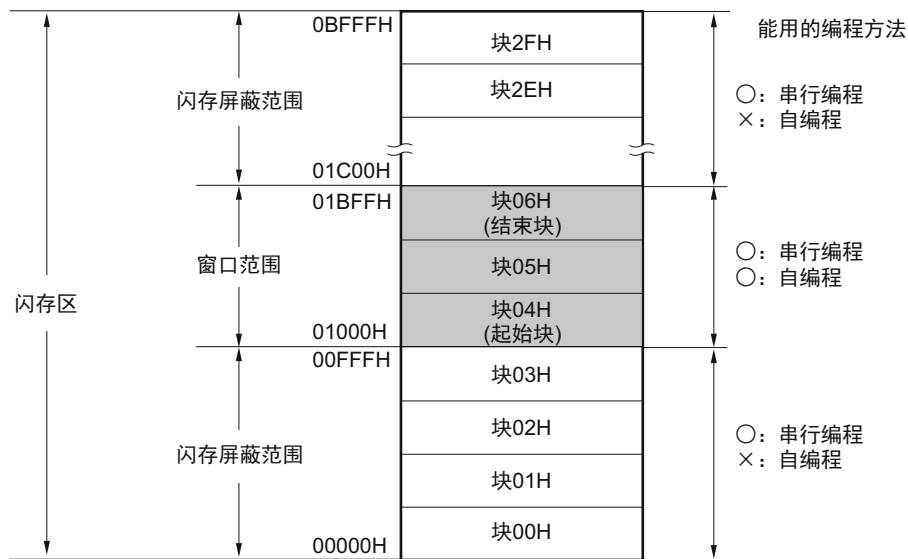 0BFFFH
块2FH
能用的编程方法
块2EH
闪存屏蔽范围
○：串行编程
×：自编程
01C00H
01BFFH
块06H
(结束块)
窗口范围
块05H
○：串行编程
○：自编程
闪存区
块04H
(起始块)
01000H
00FFFH
块03H
块02H
闪存屏蔽范围
○：串行编程
×：自编程
块01H
块00H
00000H